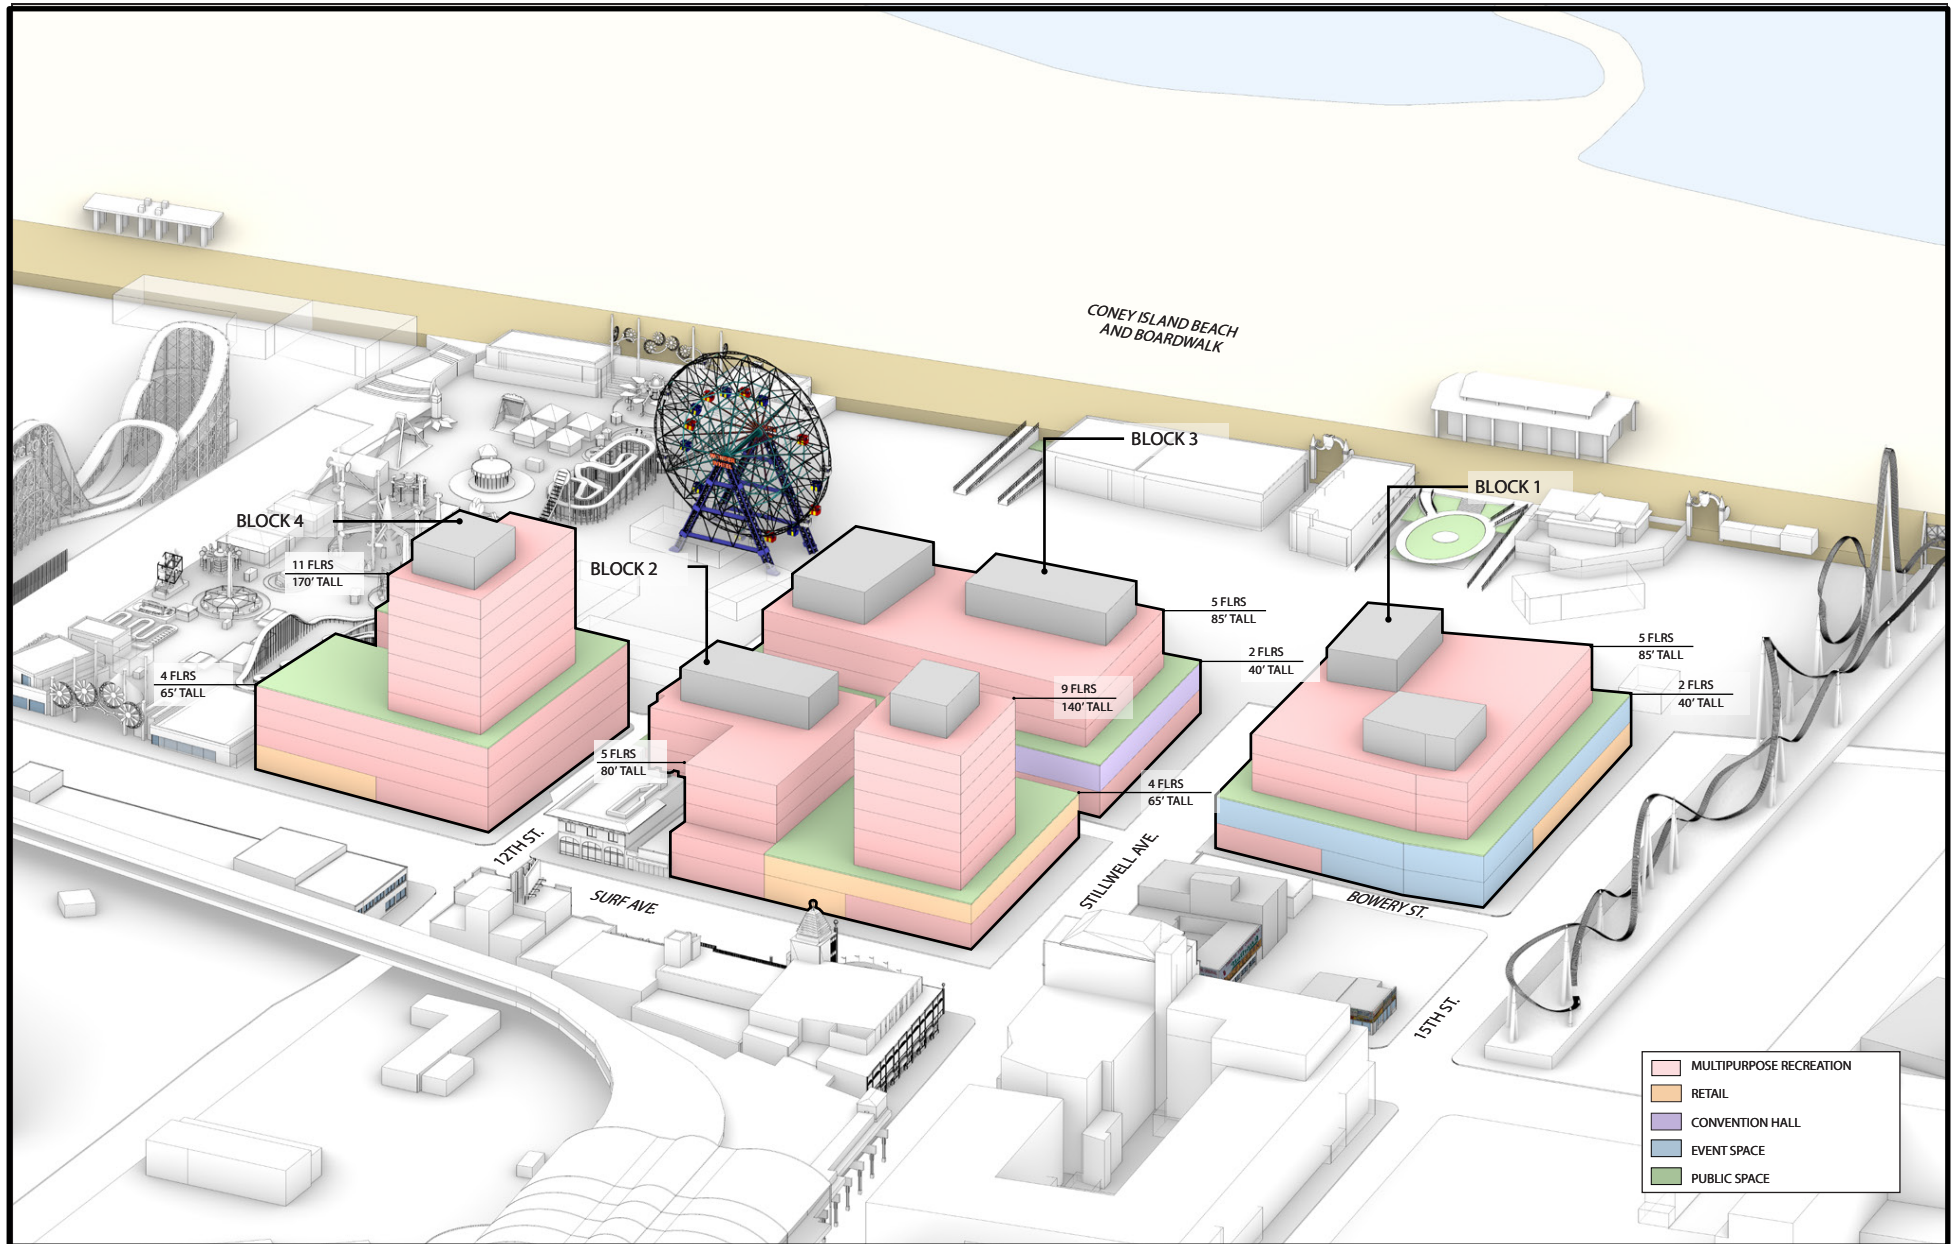 CONEY ISLAND BEACH
AND BOARDWALK
BLOCK 3
BLOCK 1
BLOCK 4
11 FLRS
170' TALL
BLOCK 2
5 FLRS
85' TALL
2 FLRS
40' TALL
5 FLRS
85' TALL
2 FLRS
40' TALL
4 FLRS
65' TALL
9 FLRS
140' TALL
5 FLRS
80' TALL
4 FLRS
65' TALL
12TH ST.
SURF AVE.
STILLWELL AVE.
BOWERY ST.
15TH ST.
MULTIPURPOSE RECREATION
RETAIL
CONVENTION HALL
EVENT SPACE
PUBLIC SPACE